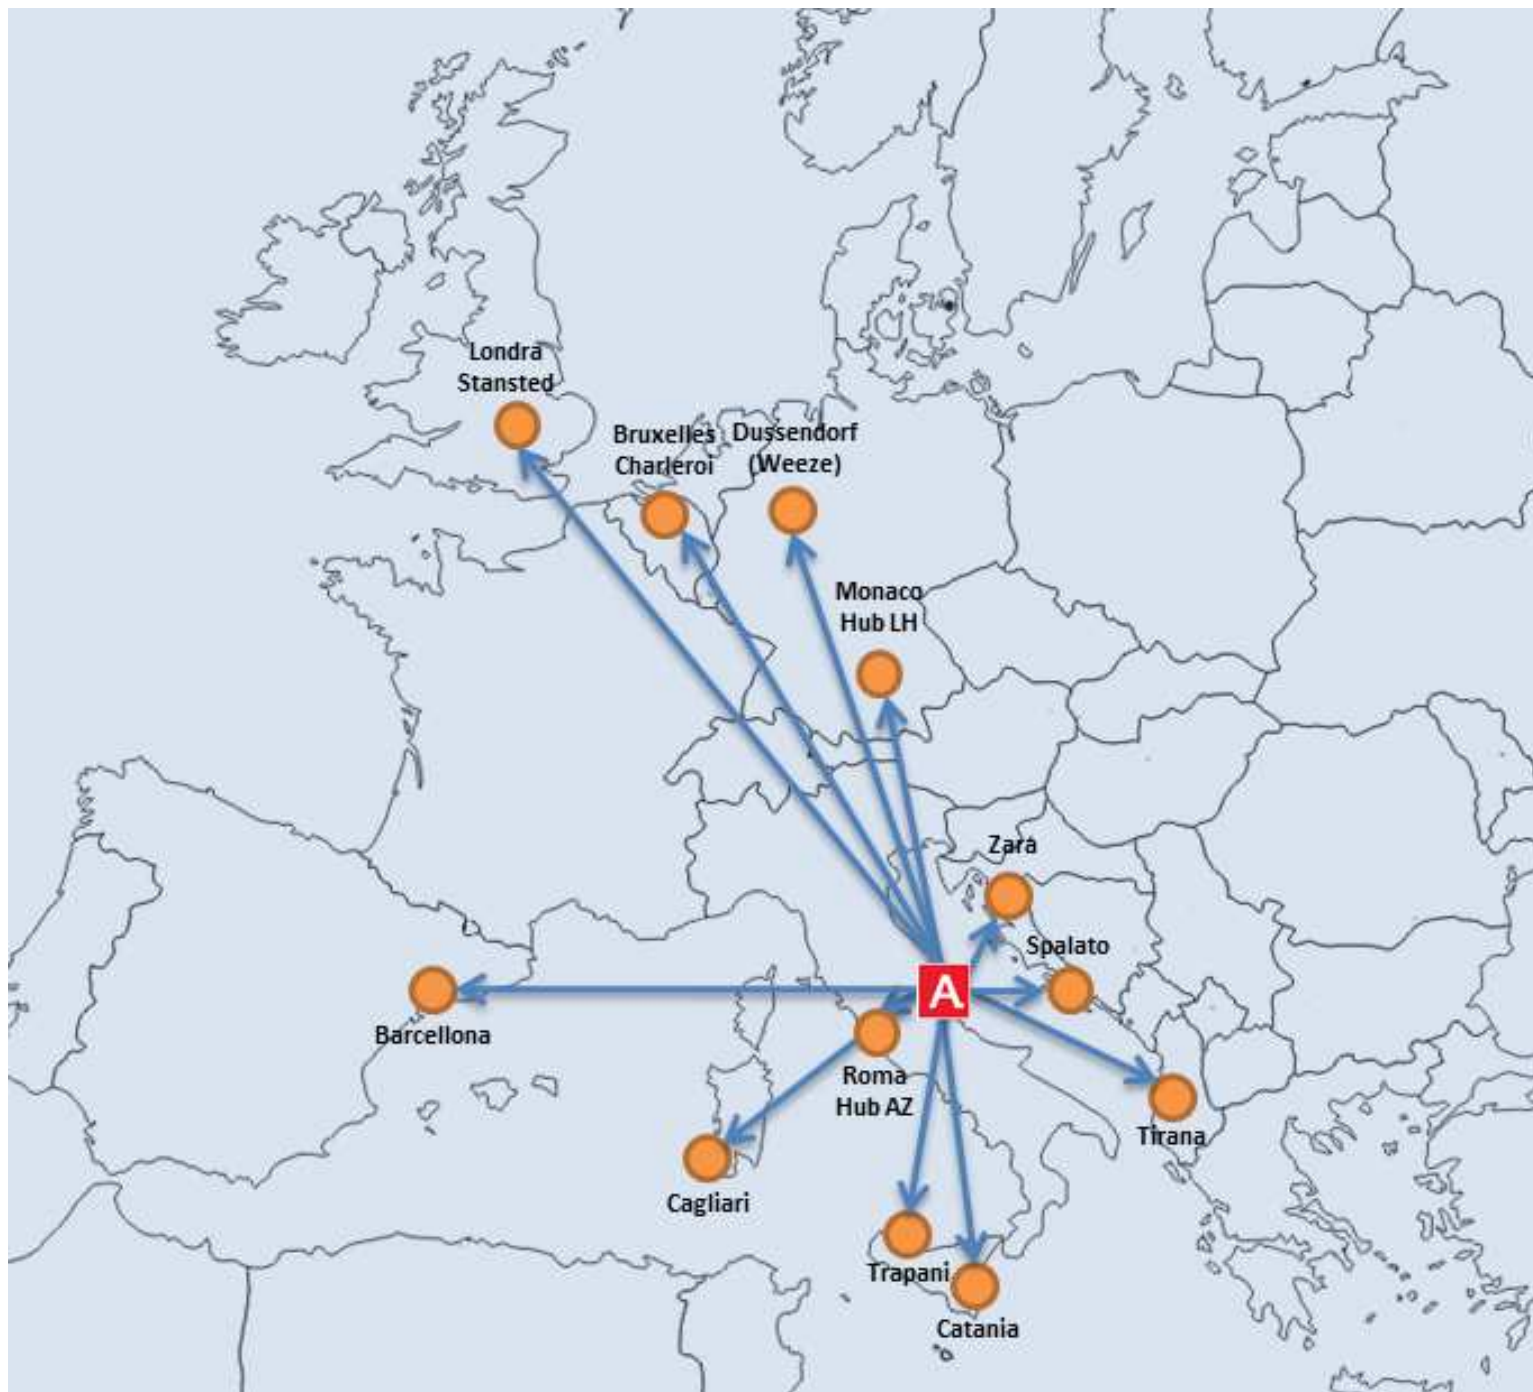 Londra
Stansted
Bruxelles
Charleroi
Dussendorf
(Weeze)
Monaco
Hub LH
Zara
Spalato
A
Barcellona
Roma
Hub AZ
Tirana
Cagliari
Trapani
Catania